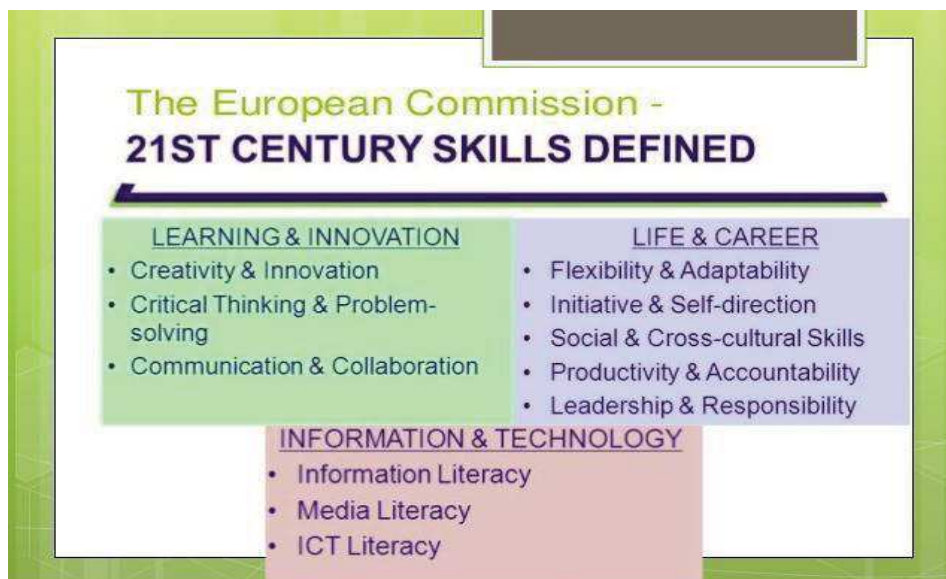 The European Commission -
21ST CENTURY SKILLS DEFINED
LEARNING & INNOVATION
• Creativity & Innovation
• Critical Thinking & Problem-
solving
• Communication & Collaboration
LIFE & CAREER
• Flexibility & Adaptability
• Initiative & Self-direction
• Social & Cross-cultural Skills
• Productivity & Accountability
• Leadership & Responsibility
INFORMATION & TECHNOLOGY
• Information Literacy
• Media Literacy
• ICT Literacy